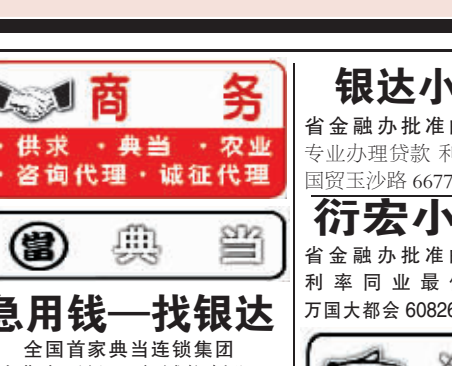 商务
·供求 ·典当 ·农业
·咨询代理·诚征代理
當 典当
急用钱—找银达
全国首家典当连锁集团
银达小
省金融办批准
专业办理贷款 利
国贸玉沙路 6677
衍宏小
省金融办批准
利率同业最
万国大都会 60826